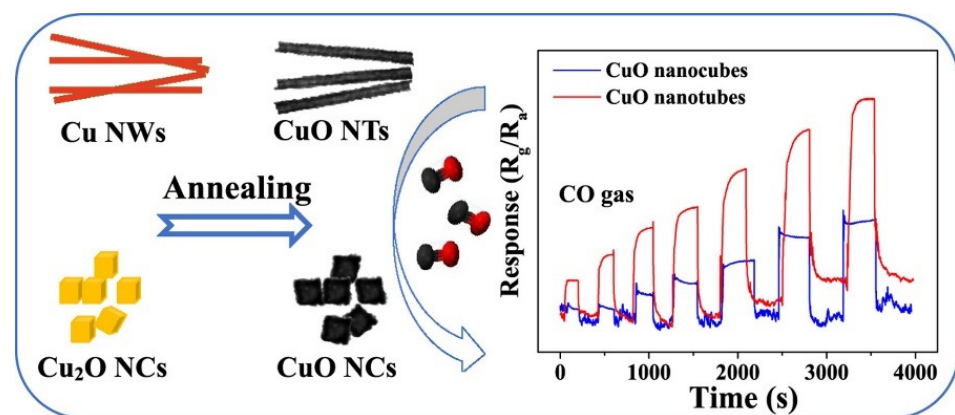 Cu NWs
CuO NTs
Annealing
Cu₂O NCs
CuO NCs
CuO nanocubes
CuO nanotubes
CO gas
Response (R_g/R_a)
0 1000 2000 3000 4000
Time (s)